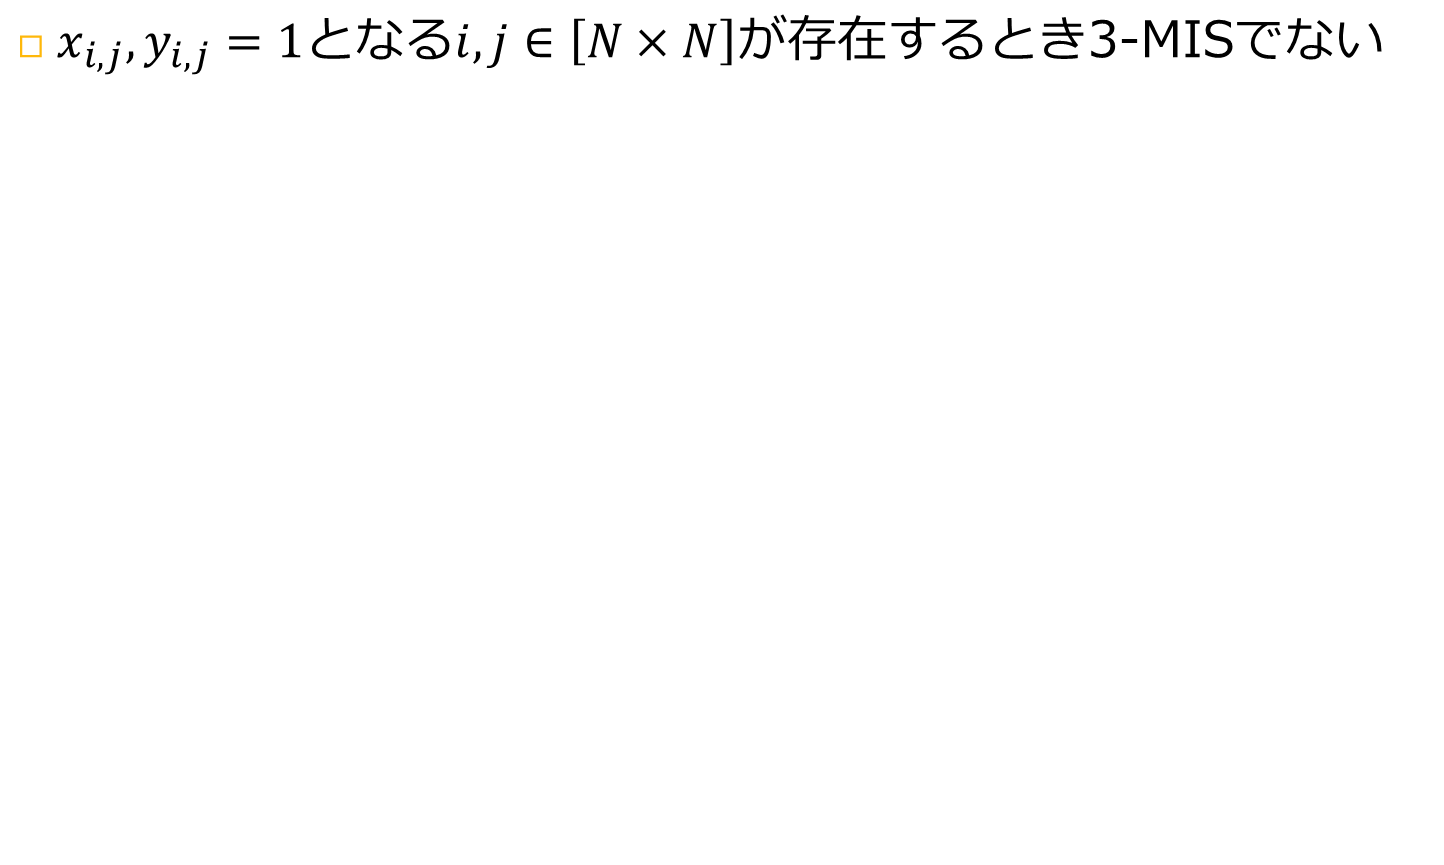 □ x_{i,j}, y_{i,j} = 1となるi, j ∈ [N × N]が存在するとき3-MISでない